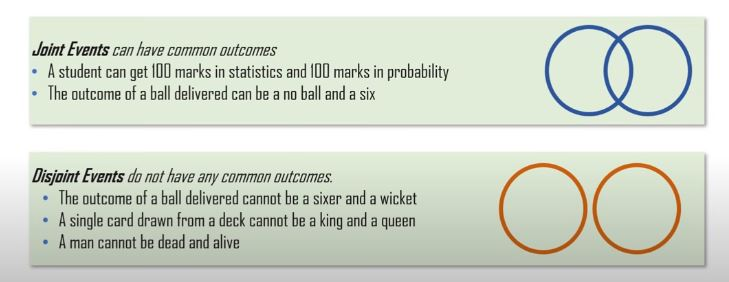 Joint Events can have common outcomes
• A student can get 100 marks in statistics and 100 marks in probability
• The outcome of a ball delivered can be a no ball and a six
Disjoint Events do not have any common outcomes.
• The outcome of a ball delivered cannot be a sixer and a wicket
• A single card drawn from a deck cannot be a king and a queen
• A man cannot be dead and alive